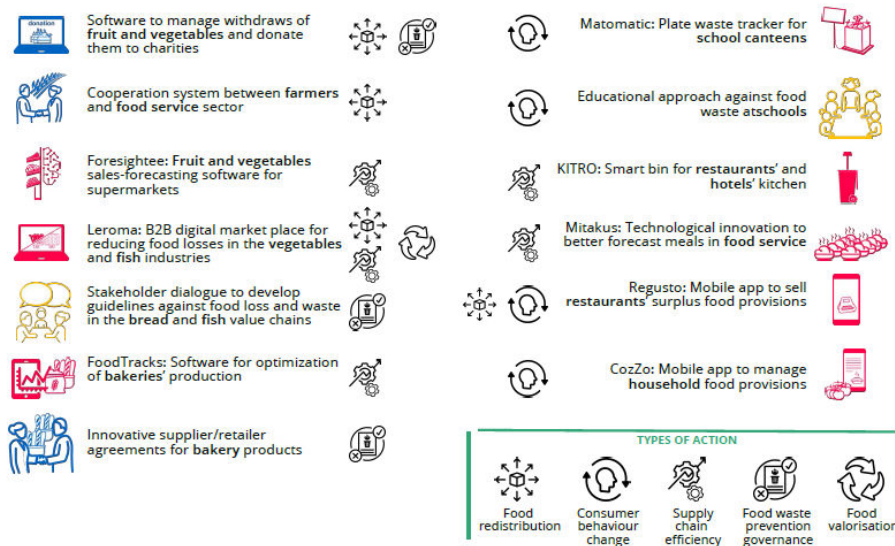 donation
Software to manage withdraws of
fruit and vegetables and donate
them to charities
Cooperation system between farmers
and food service sector
Foresightee: Fruit and vegetables
sales-forecasting software for
supermarkets
Leroma: B2B digital market place for
reducing food losses in the vegetables
and fish industries
Stakeholder dialogue to develop
guidelines against food loss and waste
in the bread and fish value chains
FoodTracks: Software for optimization
of bakeries' production
Innovative supplier/retailer
agreements for bakery products
Matomatic: Plate waste tracker for
school canteens
Educational approach against food
waste atschools
KITRO: Smart bin for restaurants' and
hotels' kitchen
Mitakus: Technological innovation to
better forecast meals in food service
Regusto: Mobile app to sell
restaurants' surplus food provisions
CozZo: Mobile app to manage
household food provisions
TYPES OF ACTION
Food
redistribution
Consumer
behaviour
change
Supply
chain
efficiency
Food waste
prevention
governance
Food
valorisation